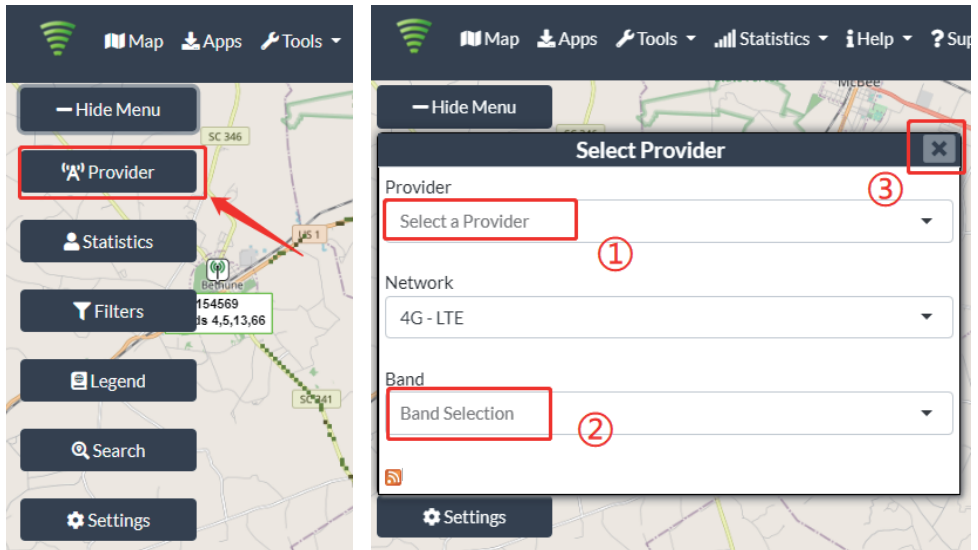 Map Apps Tools
Hide Menu
SC 346
Provider
Statistics
US 1
Bethune
154569
ds 4,5,13,66
Filters
Legend
SC 341
Search
Settings
Map Apps Tools Statistics Help ? Sup
McBee
Hide Menu
Select Provider
Provider
③
Select a Provider
①
Network
4G - LTE
Band
Band Selection
②
Settings